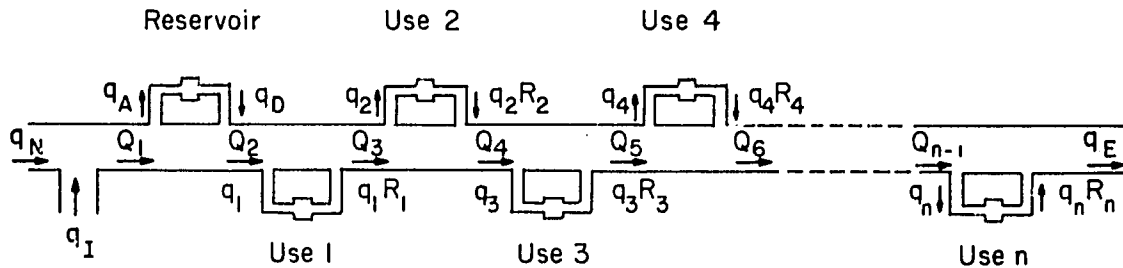 Reservoir Use 2 Use 4
q_A q_D q_2 q_2R_2 q_4 q_4R_4
q_N Q_1 Q_2 Q_3 Q_4 Q_5 Q_6 Q_{n-1} q_E
q_I q_1 q_1R_1 q_3 q_3R_3 q_n q_nR_n
Use 1 Use 3 Use n